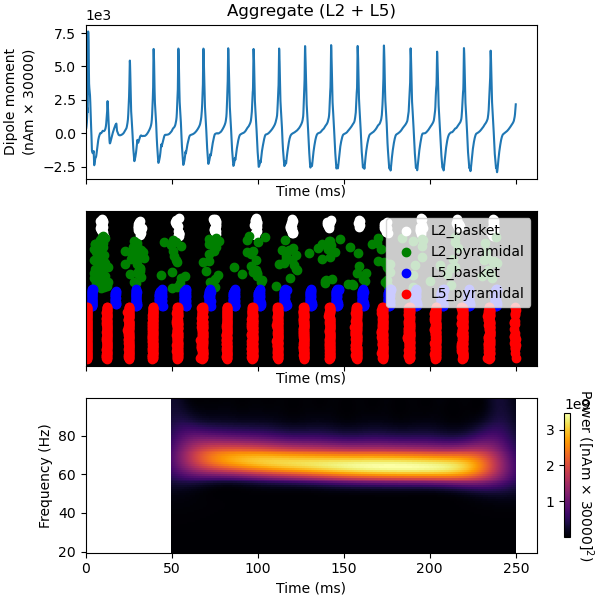 Aggregate (L2 + L5)
1e3
7.5
5.0
2.5
0.0
−2.5
Dipole moment
(nAm × 30000)
Time (ms)
L2_basket
L2_pyramidal
L5_basket
L5_pyramidal
Time (ms)
80
60
40
20
Frequency (Hz)
0
50
100
150
200
250
Time (ms)
3
2
1
Power ([nAm × 30000]²)